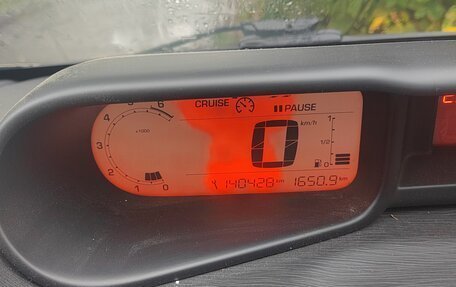 6
5 CRUISE PAUSE
4 x1000 km/h 1
3 0 1/2
2 0
1 0 140428 km 1650.9 km
C